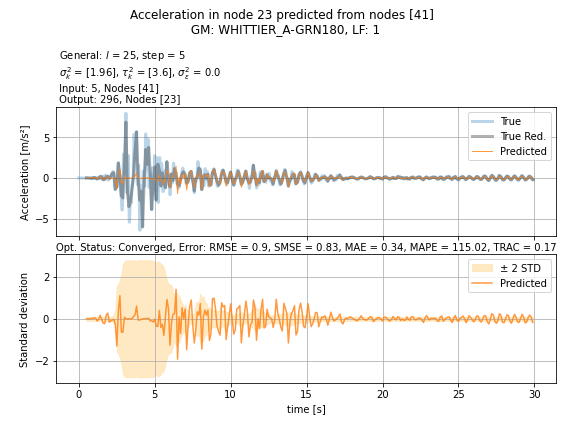 Acceleration in node 23 predicted from nodes [41]
GM: WHITTIER_A-GRN180, LF: 1
General: l = 25, step = 5
σ²ₖ = [1.96], τ²ₖ = [3.6], σ²ε = 0.0
Input: 5, Nodes [41]
Output: 296, Nodes [23]
Acceleration [m/s²]
5
0
−5
True
True Red.
Predicted
Opt. Status: Converged, Error: RMSE = 0.9, SMSE = 0.83, MAE = 0.34, MAPE = 115.02, TRAC = 0.17
Standard deviation
2
0
−2
± 2 STD
Predicted
0 5 10 15 20 25 30
time [s]